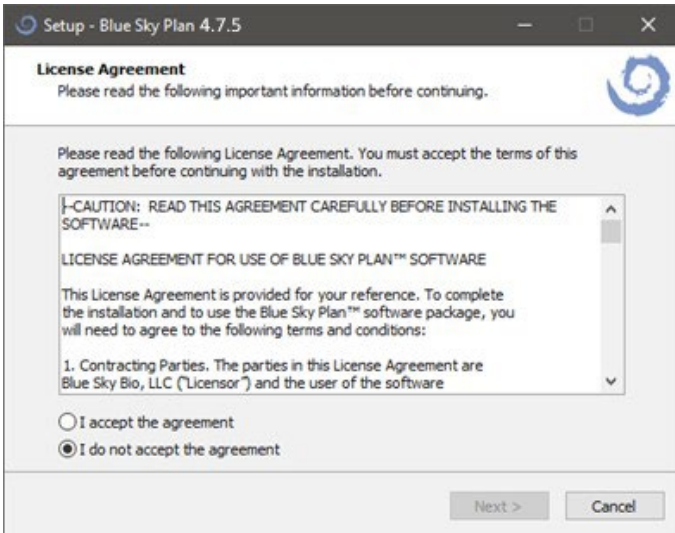 Setup - Blue Sky Plan 4.7.5
License Agreement
Please read the following important information before continuing.
Please read the following License Agreement. You must accept the terms of this
agreement before continuing with the installation.
--CAUTION:  READ THIS AGREEMENT CAREFULLY BEFORE INSTALLING THE
SOFTWARE--
LICENSE AGREEMENT FOR USE OF BLUE SKY PLAN™ SOFTWARE
This License Agreement is provided for your reference. To complete
the installation and to use the Blue Sky Plan™ software package, you
will need to agree to the following terms and conditions:
1. Contracting Parties. The parties in this License Agreement are
Blue Sky Bio, LLC ("Licensor") and the user of the software
I accept the agreement
I do not accept the agreement
Next >
Cancel